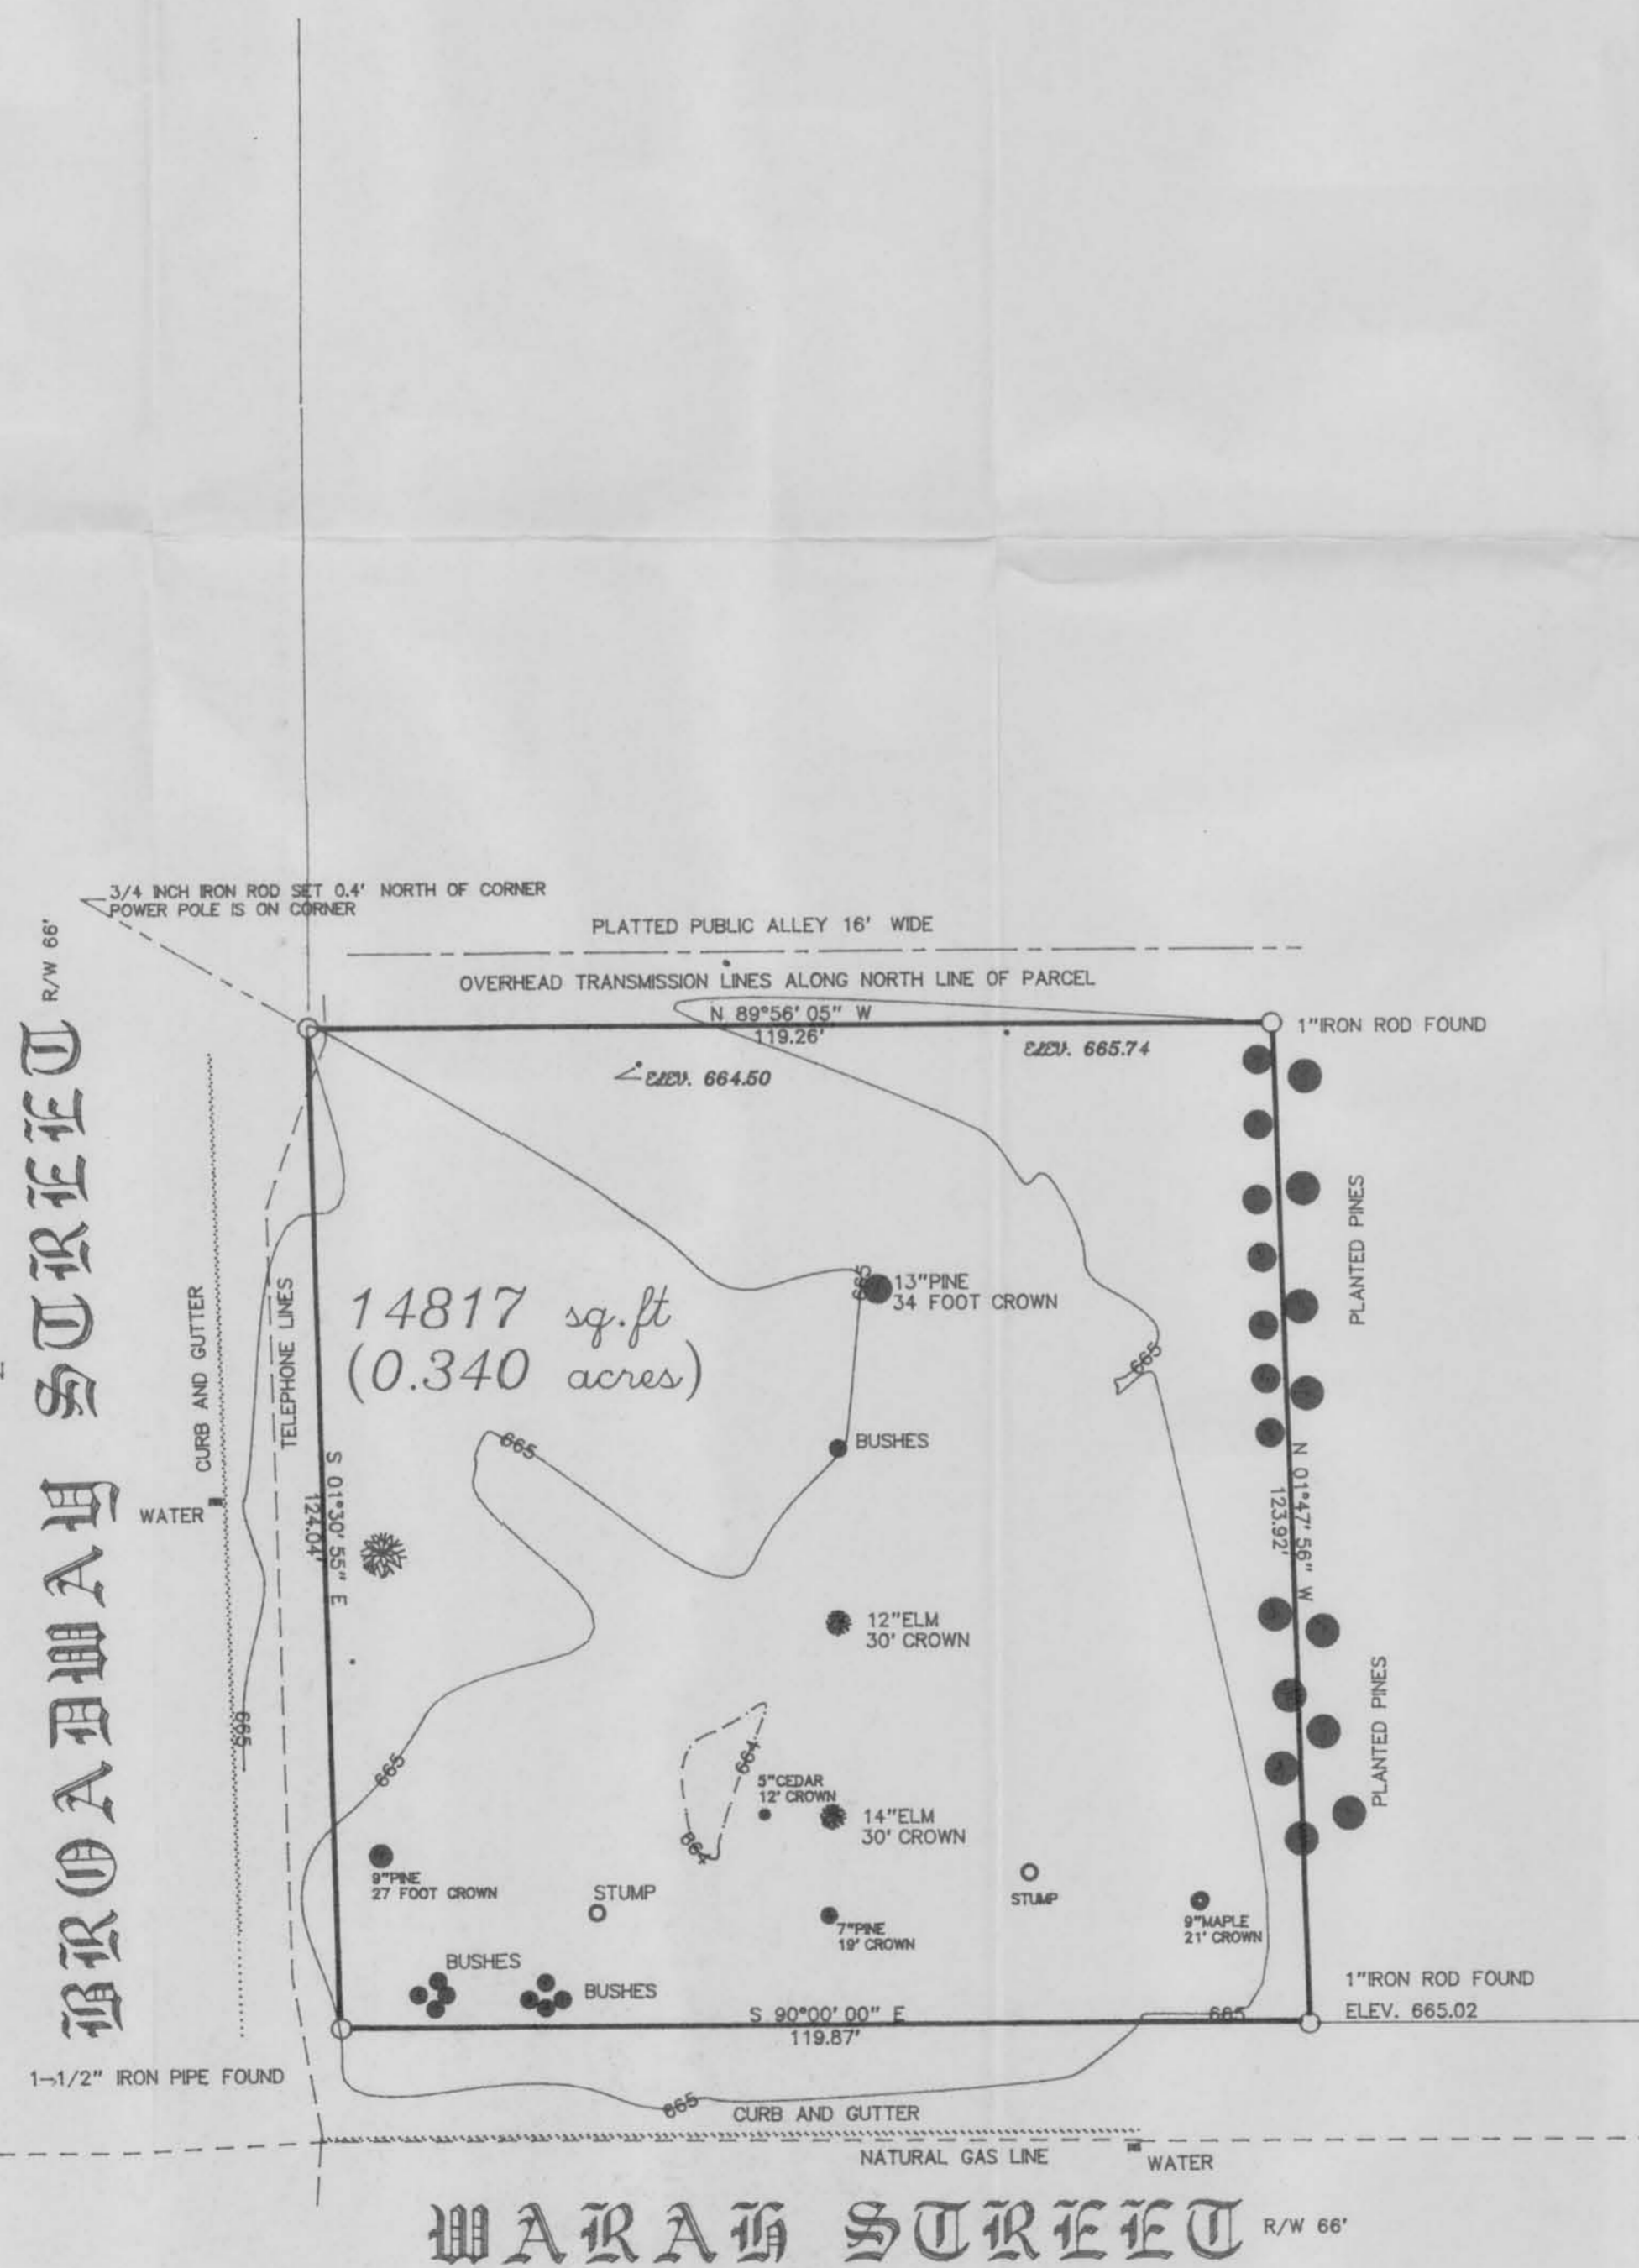 3/4 INCH IRON ROD SET 0.4' NORTH OF CORNER
POWER POLE IS ON CORNER
PLATTED PUBLIC ALLEY 16' WIDE
OVERHEAD TRANSMISSION LINES ALONG NORTH LINE OF PARCEL
N 89°56' 05" W
119.26'
1"IRON ROD FOUND
ELEV. 665.74
ELEV. 664.50
BROADWAY STREET R/W 66'
CURB AND GUTTER
TELEPHONE LINES
WATER
S 01°30' 55" E
124.04'
14817 sq.ft
(0.340 acres)
665
13"PINE
34 FOOT CROWN
665
665
BUSHES
PLANTED PINES
N 01°47' 56" W
123.92'
12"ELM
30' CROWN
PLANTED PINES
665
665
664
5"CEDAR
12' CROWN
14"ELM
30' CROWN
664
9"PINE
27 FOOT CROWN
STUMP
STUMP
7"PINE
19' CROWN
9"MAPLE
21' CROWN
BUSHES
BUSHES
S 90°00' 00" E
119.87'
665
1"IRON ROD FOUND
ELEV. 665.02
1-1/2" IRON PIPE FOUND
665
CURB AND GUTTER
NATURAL GAS LINE
WATER
WARAH STREET R/W 66'